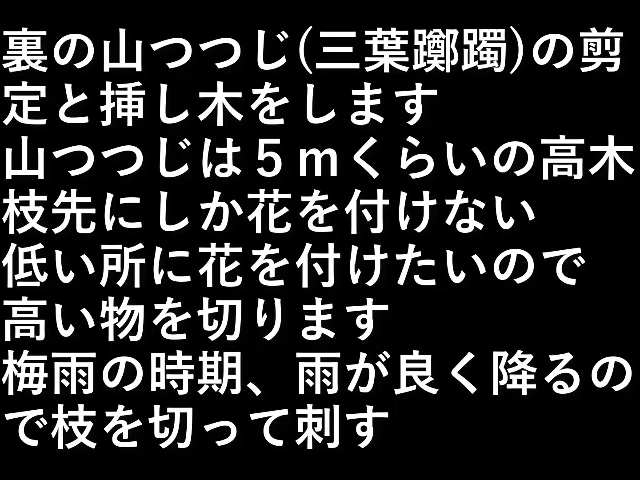 裏の山つつじ(三葉躑躅)の剪
定と挿し木をします
山つつじは５ｍくらいの高木
枝先にしか花を付けない
低い所に花を付けたいので
高い物を切ります
梅雨の時期、雨が良く降るの
で枝を切って刺す